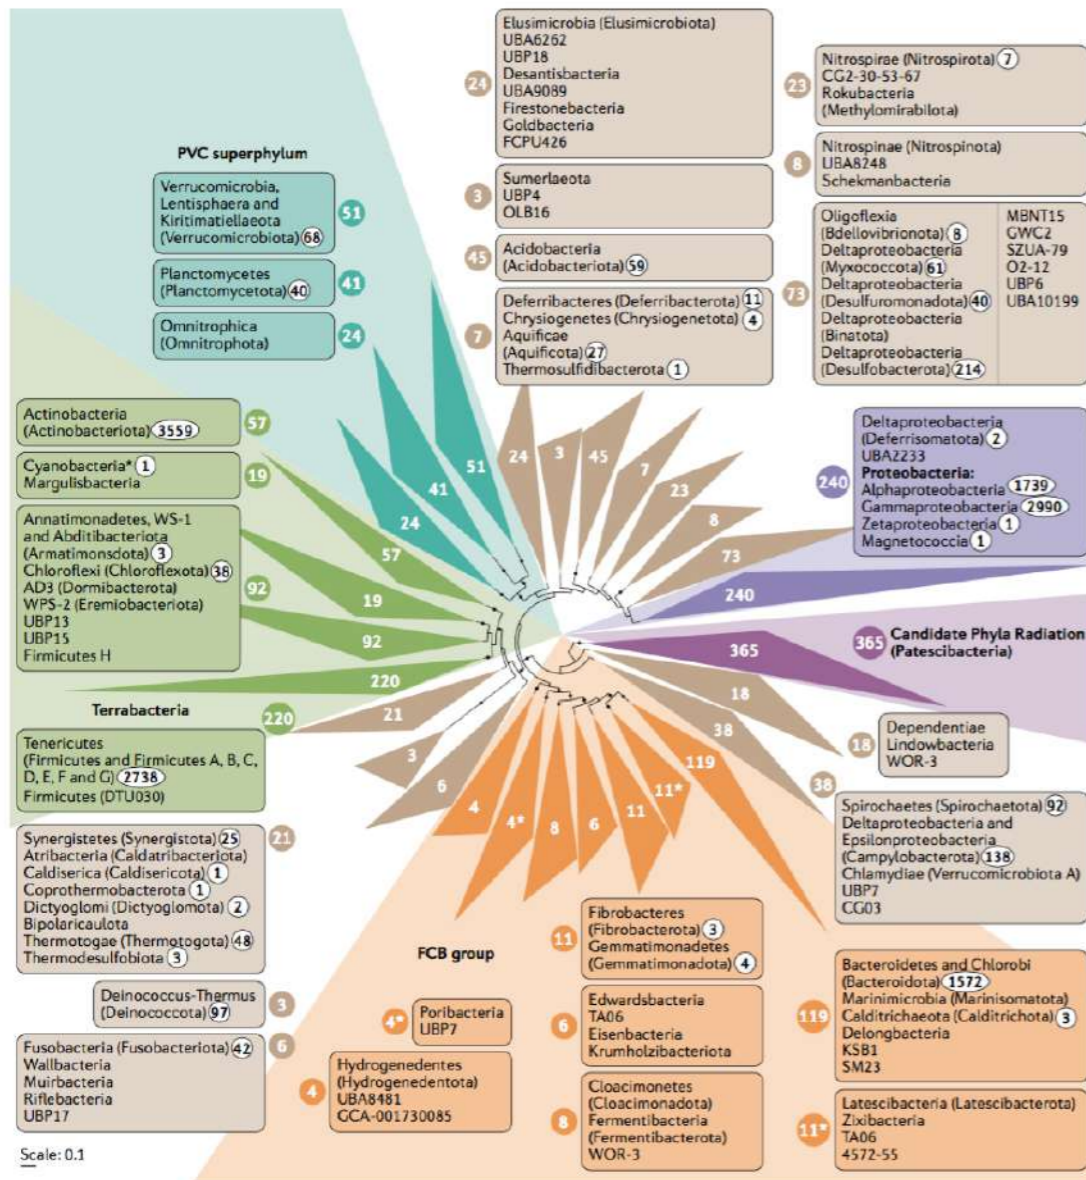 Elusimicrobia (Elusimicrobiota)
UBA6262
UBP18
24 Desantisbacteria
UBA9089
Firestonebacteria
Goldbacteria
FCPU426
Nitrospirae (Nitrospirota) 7
23 CG2-30-53-67
Rokubacteria
(Methylomirabilota)
PVC superphylum
Verrucomicrobia,
Lentisphaera and
Kiritimatiellaeota
(Verrucomicrobiota) 68
51
Sumerlaeota
3 UBP4
OLB16
Nitrospinae (Nitrospinota)
8 UBA8248
Schekmanbacteria
Planctomycetes
(Planctomycetota) 40
41
45 Acidobacteria
(Acidobacteriota) 59
Oligoflexia
(Bdellovibrionota) 8
Deltaproteobacteria
(Myxococcota) 61
73 Deltaproteobacteria
(Desulfuromonadota) 40
Deltaproteobacteria
(Binatota)
Deltaproteobacteria
(Desulfobacterota) 214
MBNT15
GWC2
SZUA-79
O2-12
UBP6
UBA10199
Omnitrophica
(Omnitrophota)
24
Deferribacteres (Deferribacterota) 11
Chrysiogenetes (Chrysiogenetota) 4
7 Aquificae
(Aquificota) 27
Thermosulfidibacterota 1
Actinobacteria
(Actinobacteriota) 3559
57
Cyanobacteria* 1
Margulisbacteria
19
Annatimonadetes, WS-1
and Abditibacteriota
(Armatimonsdota) 3
Chloroflexi (Chloroflexota) 38
AD3 (Dormibacterota)
WPS-2 (Eremiobacteriota)
UBP13
UBP15
Firmicutes H
92
Deltaproteobacteria
(Deferrisomatota) 2
UBA2233
240 Proteobacteria:
Alphaproteobacteria 1739
Gammaproteobacteria 2990
Zetaproteobacteria 1
Magnetococcia 1
51
41
24
57
19
92
220
21
3
6
24
3
45
7
23
8
73
240
365
18
38
119
11*
11
6
8
4*
4
365 Candidate Phyla Radiation
(Patescibacteria)
Terrabacteria
220
Tenericutes
(Firmicutes and Firmicutes A, B, C,
D, E, F and G) 2738
Firmicutes (DTU030)
Dependentiae
18 Lindowbacteria
WOR-3
38
Spirochaetes (Spirochaetota) 92
Deltaproteobacteria and
Epsilonproteobacteria
(Campylobacterota) 138
Chlamydiae (Verrucomicrobiota A)
UBP7
CG03
Synergistetes (Synergistota) 25
Atribacteria (Caldatribacteriota)
Caldiserica (Caldisericota) 1
Coprothermobacterota 1
Dictyoglomi (Dictyoglomota) 2
Bipolaricaulota
Thermotogae (Thermotogota) 48
Thermodesulfobiota 3
21
Deinococcus-Thermus
(Deinococcota) 97
3
Fusobacteria (Fusobacteriota) 42
Wallbacteria
Muirbacteria
Riflebacteria
UBP17
6
FCB group
4* Poribacteria
UBP7
Hydrogenedentes
4 (Hydrogenedentota)
UBA8481
GCA-001730085
Fibrobacteres
11 (Fibrobacterota) 3
Gemmatimonadetes
(Gemmatimonadota) 4
Edwardsbacteria
6 TA06
Eisenbacteria
Krumholzibacteriota
Cloacimonetes
(Cloacimonadota)
8 Fermentibacteria
(Fermentibacterota)
WOR-3
Bacteroidetes and Chlorobi
(Bacteroidota) 1572
Marinimicrobia (Marinisomatota)
119 Calditrichaeota (Calditrichota) 3
Delongbacteria
KSB1
SM23
Latescibacteria (Latescibacterota)
11* Zixibacteria
TA06
4572-55
Scale: 0.1